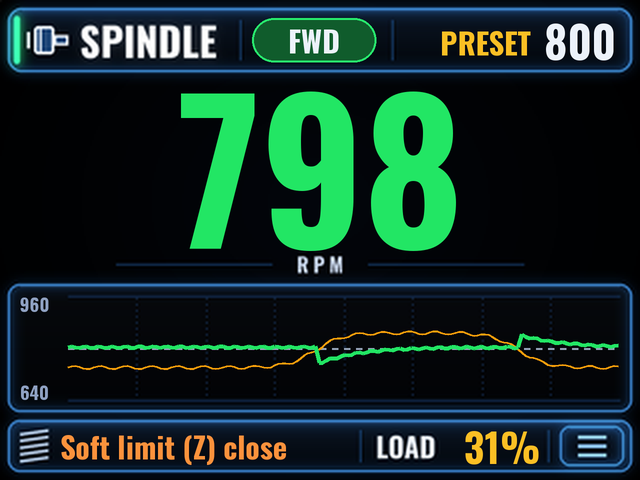 SPINDLE FWD PRESET 800
798
RPM
960
640
Soft limit (Z) close LOAD 31%